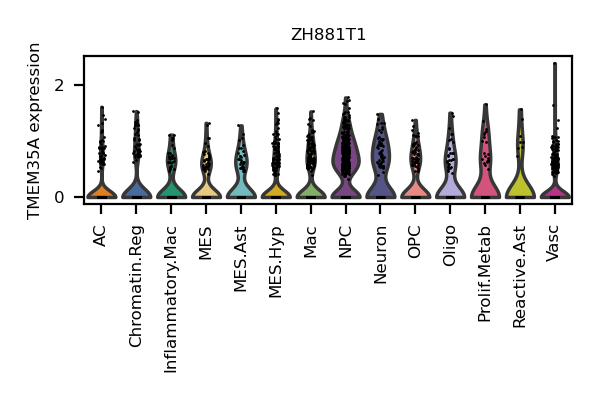 ZH881T1
TMEM35A expression
2
0
AC
Chromatin.Reg
Inflammatory.Mac
MES
MES.Ast
MES.Hyp
Mac
NPC
Neuron
OPC
Oligo
Prolif.Metab
Reactive.Ast
Vasc